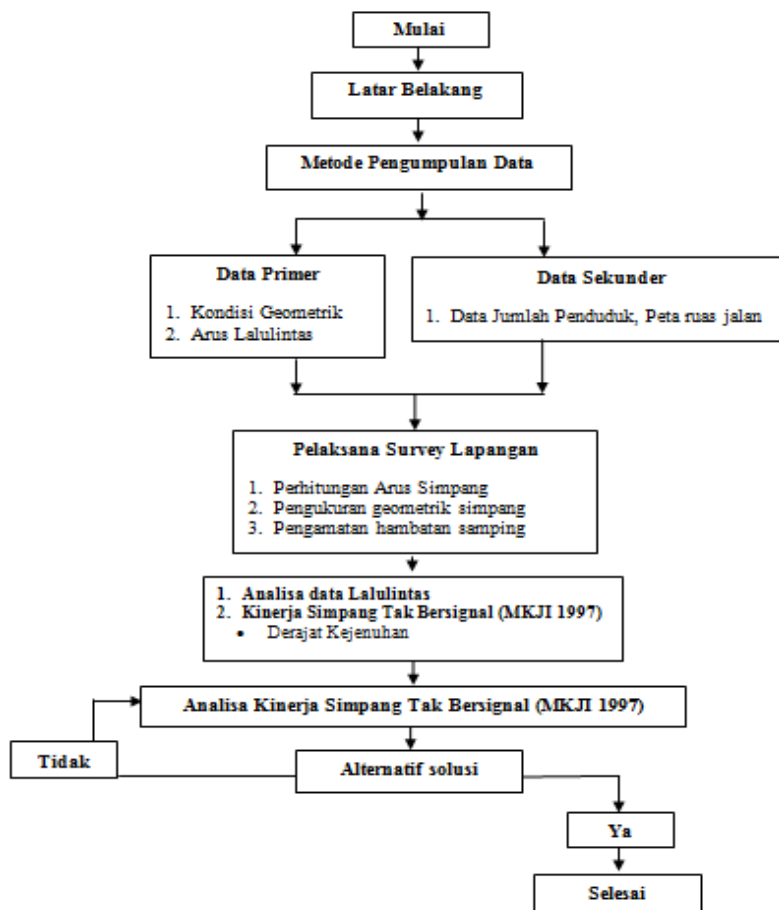 Mulai
Latar Belakang
Metode Pengumpulan Data
Data Primer
1. Kondisi Geometrik
2. Arus Lalulintas
Data Sekunder
1. Data Jumlah Penduduk, Peta ruas jalan
Pelaksana Survey Lapangan
1. Perhitungan Arus Simpang
2. Pengukuran geometrik simpang
3. Pengamatan hambatan samping
1. Analisa data Lalulintas
2. Kinerja Simpang Tak Bersignal (MKJI 1997)
• Derajat Kejenuhan
Analisa Kinerja Simpang Tak Bersignal (MKJI 1997)
Tidak
Alternatif solusi
Ya
Selesai